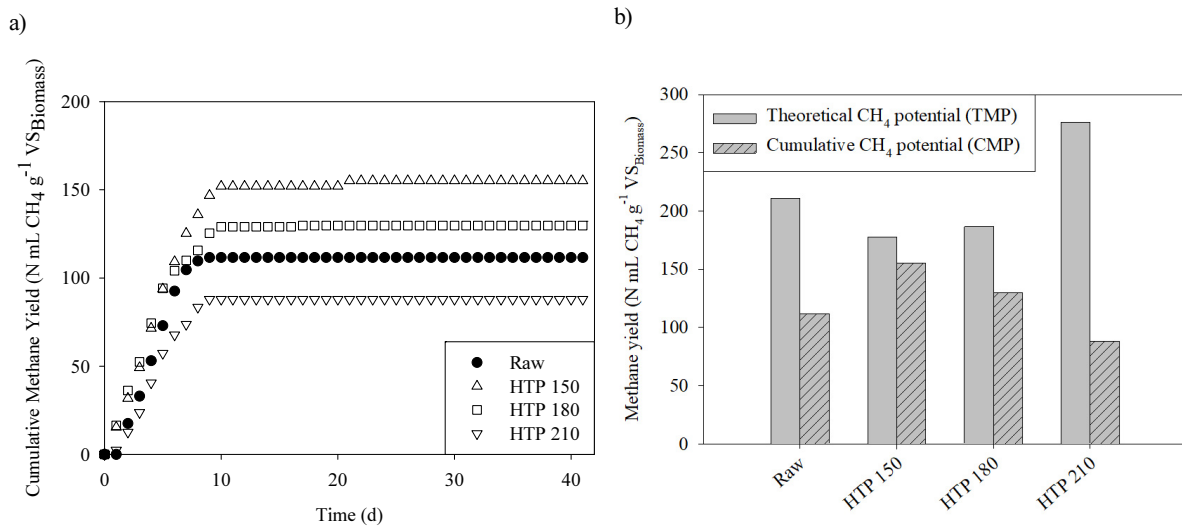 a)
Cumulative Methane Yield (N mL CH4 g-1 VSBiomass)
200
150
100
50
0
0
10
20
30
40
Time (d)
Raw
HTP 150
HTP 180
HTP 210
b)
Methane yield (N mL CH4 g-1 VSBiomass)
300
250
200
150
100
50
0
Theoretical CH4 potential (TMP)
Cumulative CH4 potential (CMP)
Raw
HTP 150
HTP 180
HTP 210